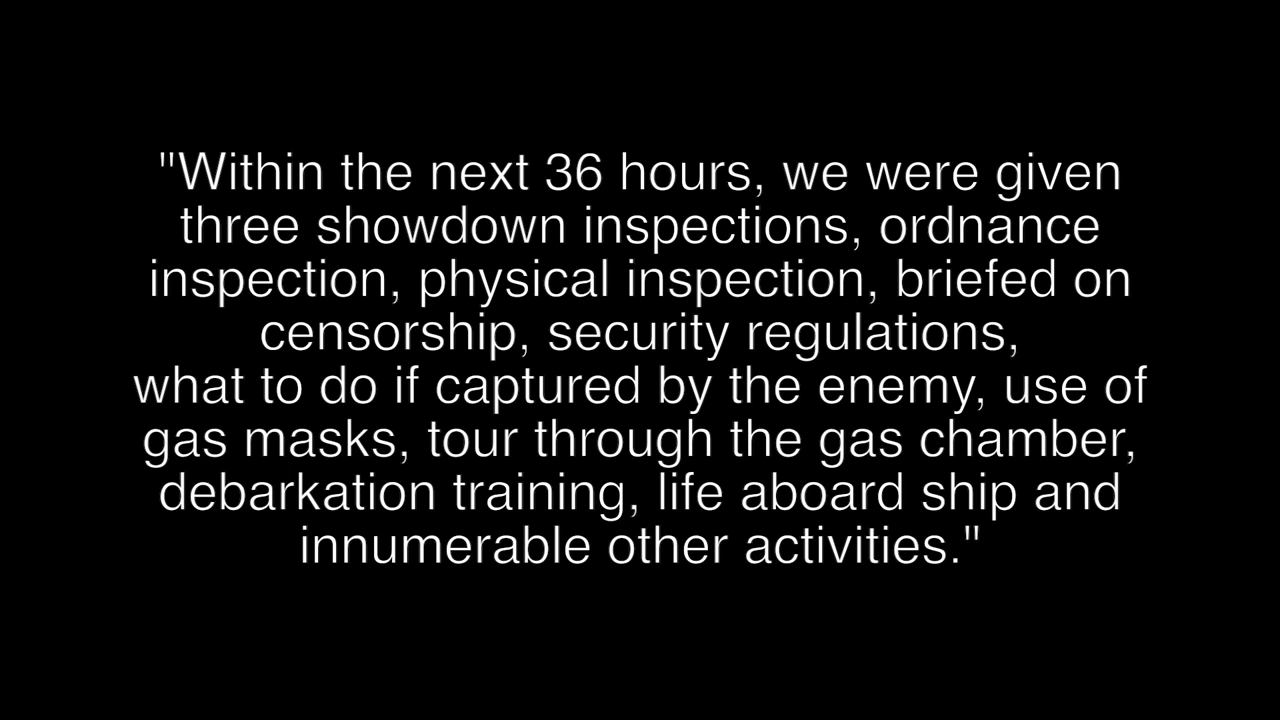 "Within the next 36 hours, we were given
three showdown inspections, ordnance
inspection, physical inspection, briefed on
censorship, security regulations,
what to do if captured by the enemy, use of
gas masks, tour through the gas chamber,
debarkation training, life aboard ship and
innumerable other activities."